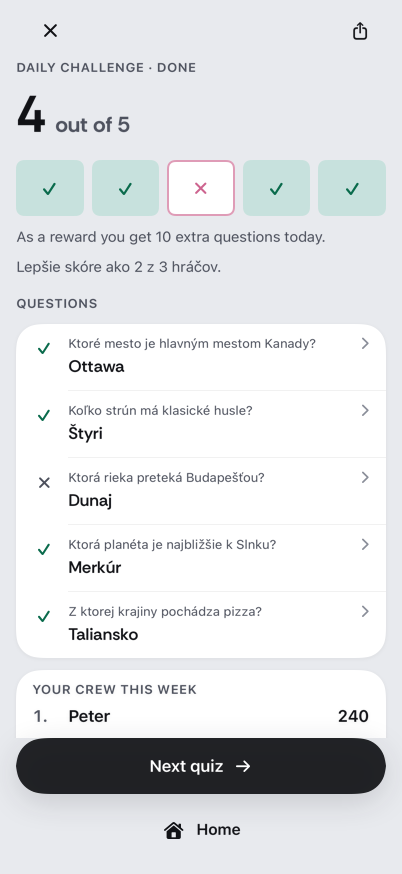 DAILY CHALLENGE · DONE
4 out of 5
As a reward you get 10 extra questions today.
Lepšie skóre ako 2 z 3 hráčov.
QUESTIONS
Ktoré mesto je hlavným mestom Kanady?
Ottawa
Koľko strún má klasické husle?
Štyri
Ktorá rieka preteká Budapešťou?
Dunaj
Ktorá planéta je najbližšie k Slnku?
Merkúr
Z ktorej krajiny pochádza pizza?
Taliansko
YOUR CREW THIS WEEK
1. Peter 240
Next quiz
Home